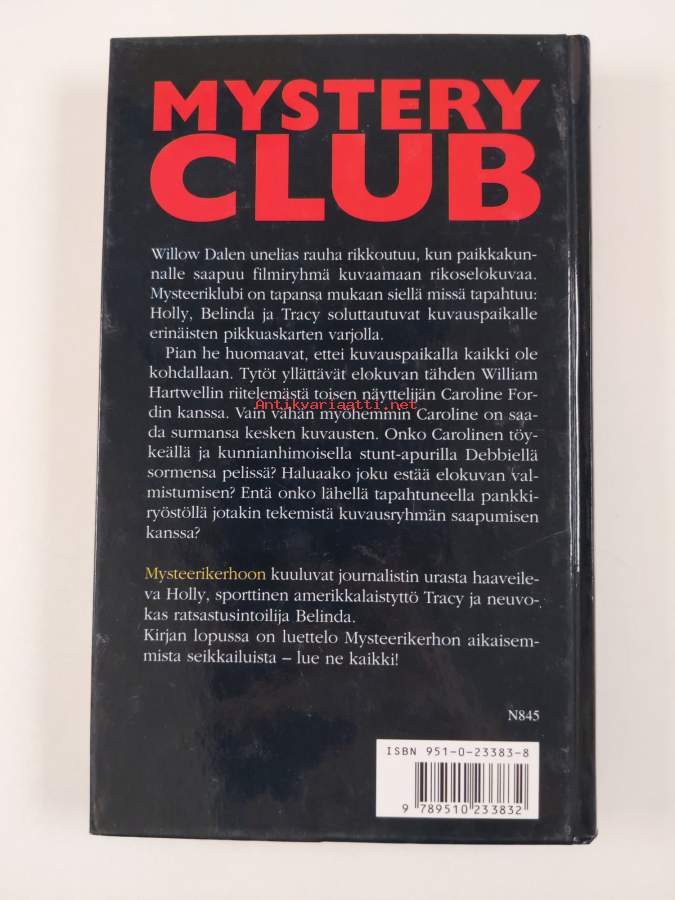 MYSTERY
CLUB
Willow Dalen unelias rauha rikkoutuu, kun paikkakun-
nalle saapuu filmiryhmä kuvaamaan rikoselokuvaa.
Mysteeriklubi on tapansa mukaan siellä missä tapahtuu:
Holly, Belinda ja Tracy soluttautuvat kuvauspaikalle
erinäisten pikkuaskarten varjolla.
Pian he huomaavat, ettei kuvauspaikalla kaikki ole
kohdallaan. Tytöt yllättävät elokuvan tähden William
Hartwellin riitelemästä toisen näyttelijän Caroline For-
Antikvariaatti.net
din kanssa. Vain vähän myöhemmin Caroline on saa-
da surmansa kesken kuvausten. Onko Carolinen töy-
keällä ja kunnianhimoisella stunt-apurilla Debbiellä
sormensa pelissä? Haluaako joku estää elokuvan val-
mistumisen? Entä onko lähellä tapahtuneella pankki-
ryöstöllä jotakin tekemistä kuvausryhmän saapumisen
kanssa?
Mysteerikerhoon kuuluvat journalistin urasta haaveile-
va Holly, sporttinen amerikkalaistyttö Tracy ja neuvo-
kas ratsastusintoilija Belinda.
Kirjan lopussa on luettelo Mysteerikerhon aikaisem-
mista seikkailuista – lue ne kaikki!
N845
ISBN 951-0-23383-8
9 789510 233832